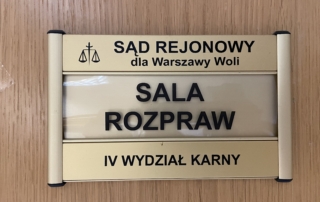 SĄD REJONOWY
dla Warszawy Woli
SALA
ROZPRAW
IV WYDZIAŁ KARNY